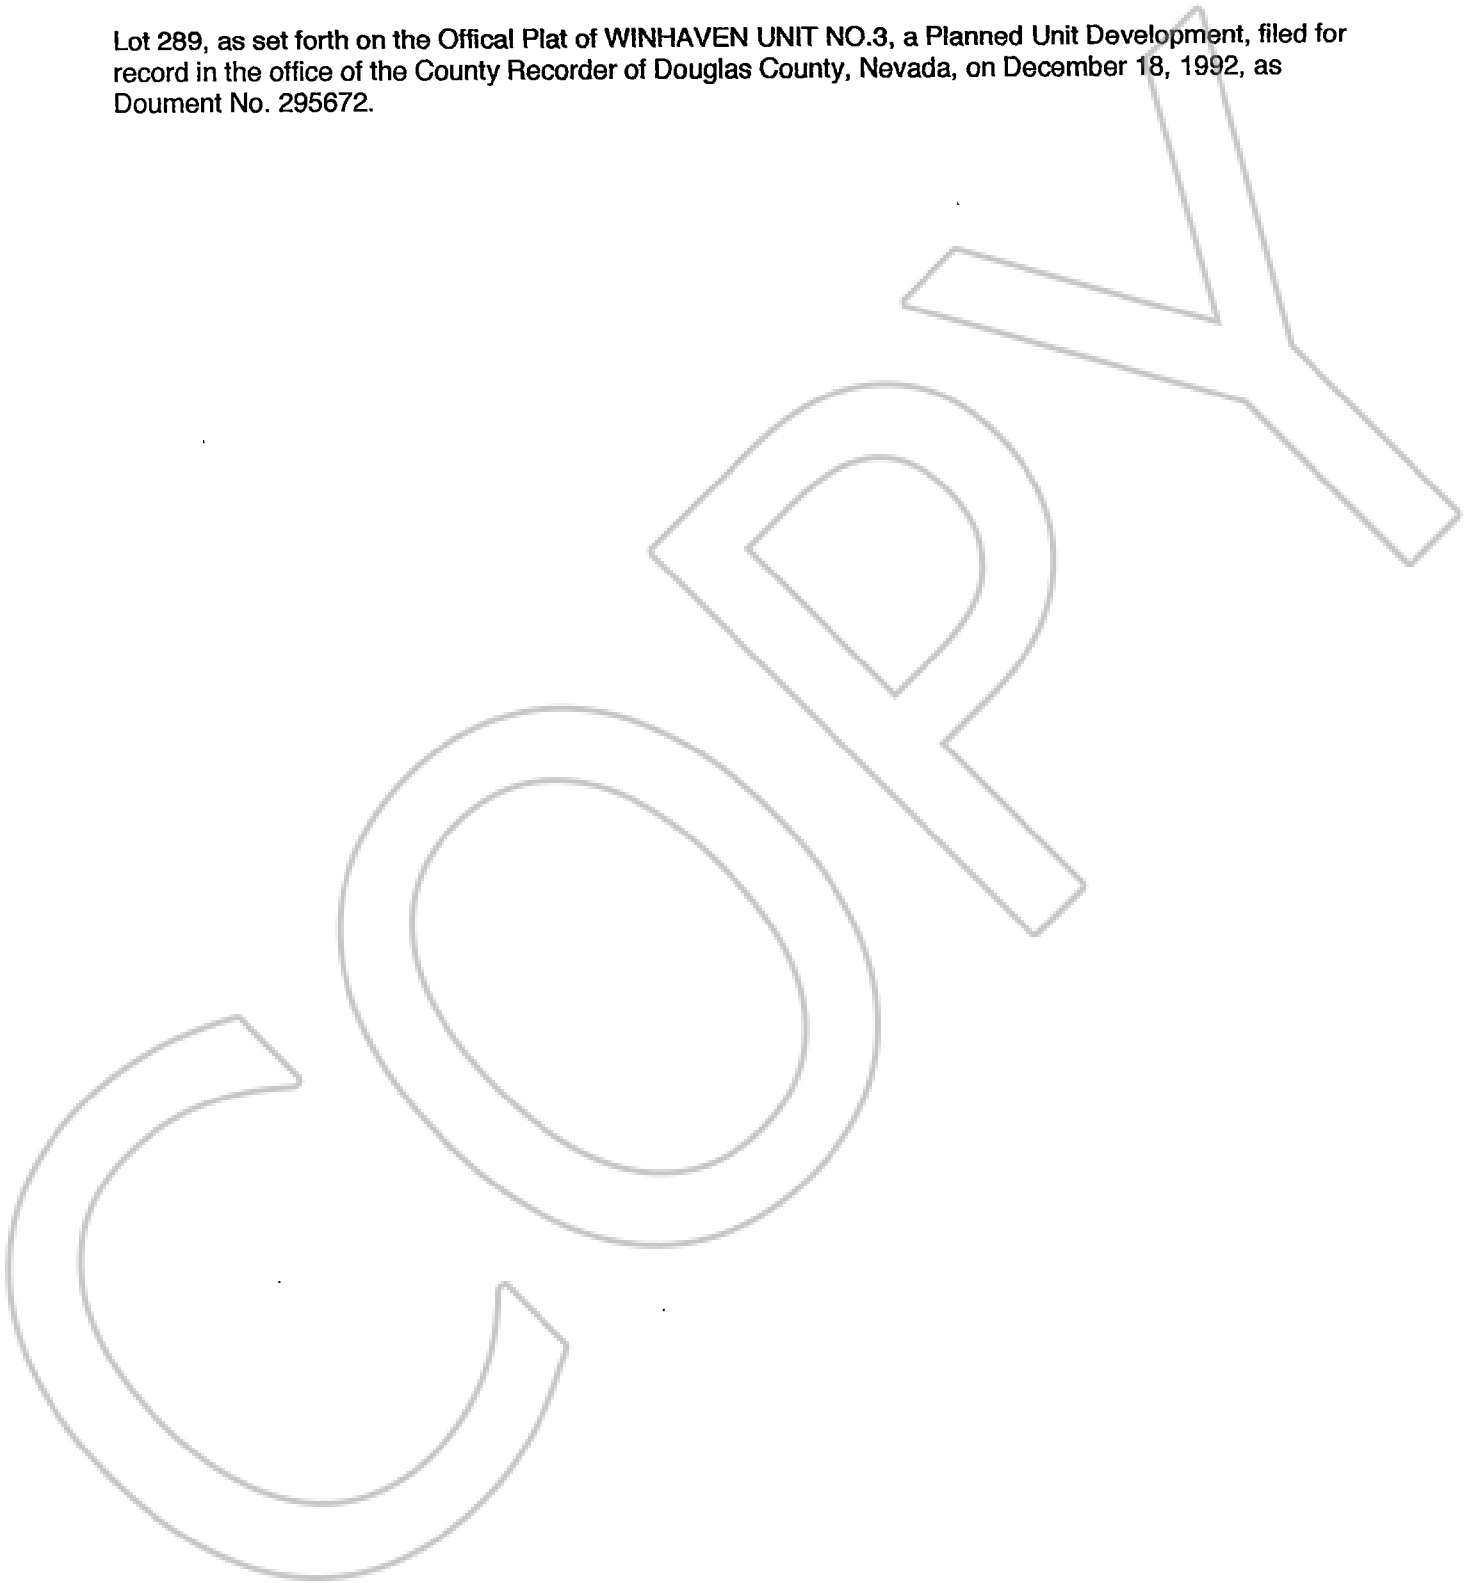 Lot 289, as set forth on the Offical Plat of WINHAVEN UNIT NO.3, a Planned Unit Development, filed for
record in the office of the County Recorder of Douglas County, Nevada, on December 18, 1992, as
Doument No. 295672.
COPY